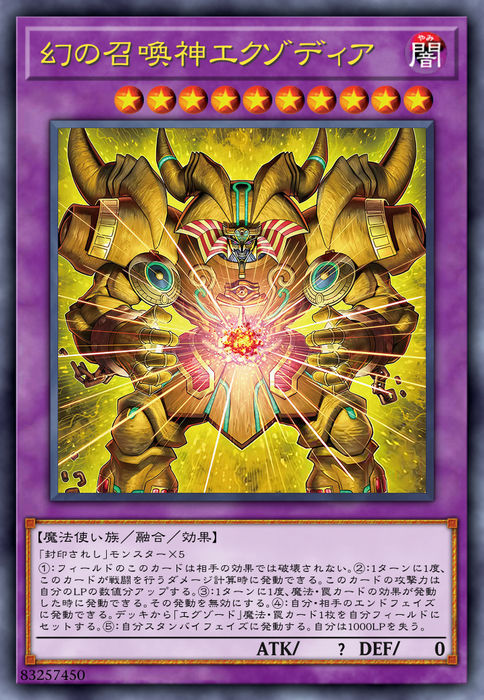 幻の召喚神エクゾディア
やみ
闇
【魔法使い族／融合／効果】
「封印されし」モンスター×5
①：フィールドのこのカードは相手の効果では破壊されない。②：1ターンに1度、
このカードが戦闘を行うダメージ計算時に発動できる。このカードの攻撃力は
自分のLPの数値分アップする。③：1ターンに1度、魔法・罠カードの効果が発動
した時に発動できる。その発動を無効にする。④：自分・相手のエンドフェイズ
に発動できる。デッキから「エグゾード」魔法・罠カード1枚を自分フィールドに
セットする。⑤：自分スタンバイフェイズに発動する。自分は1000LPを失う。
ATK/ ? DEF/ 0
83257450